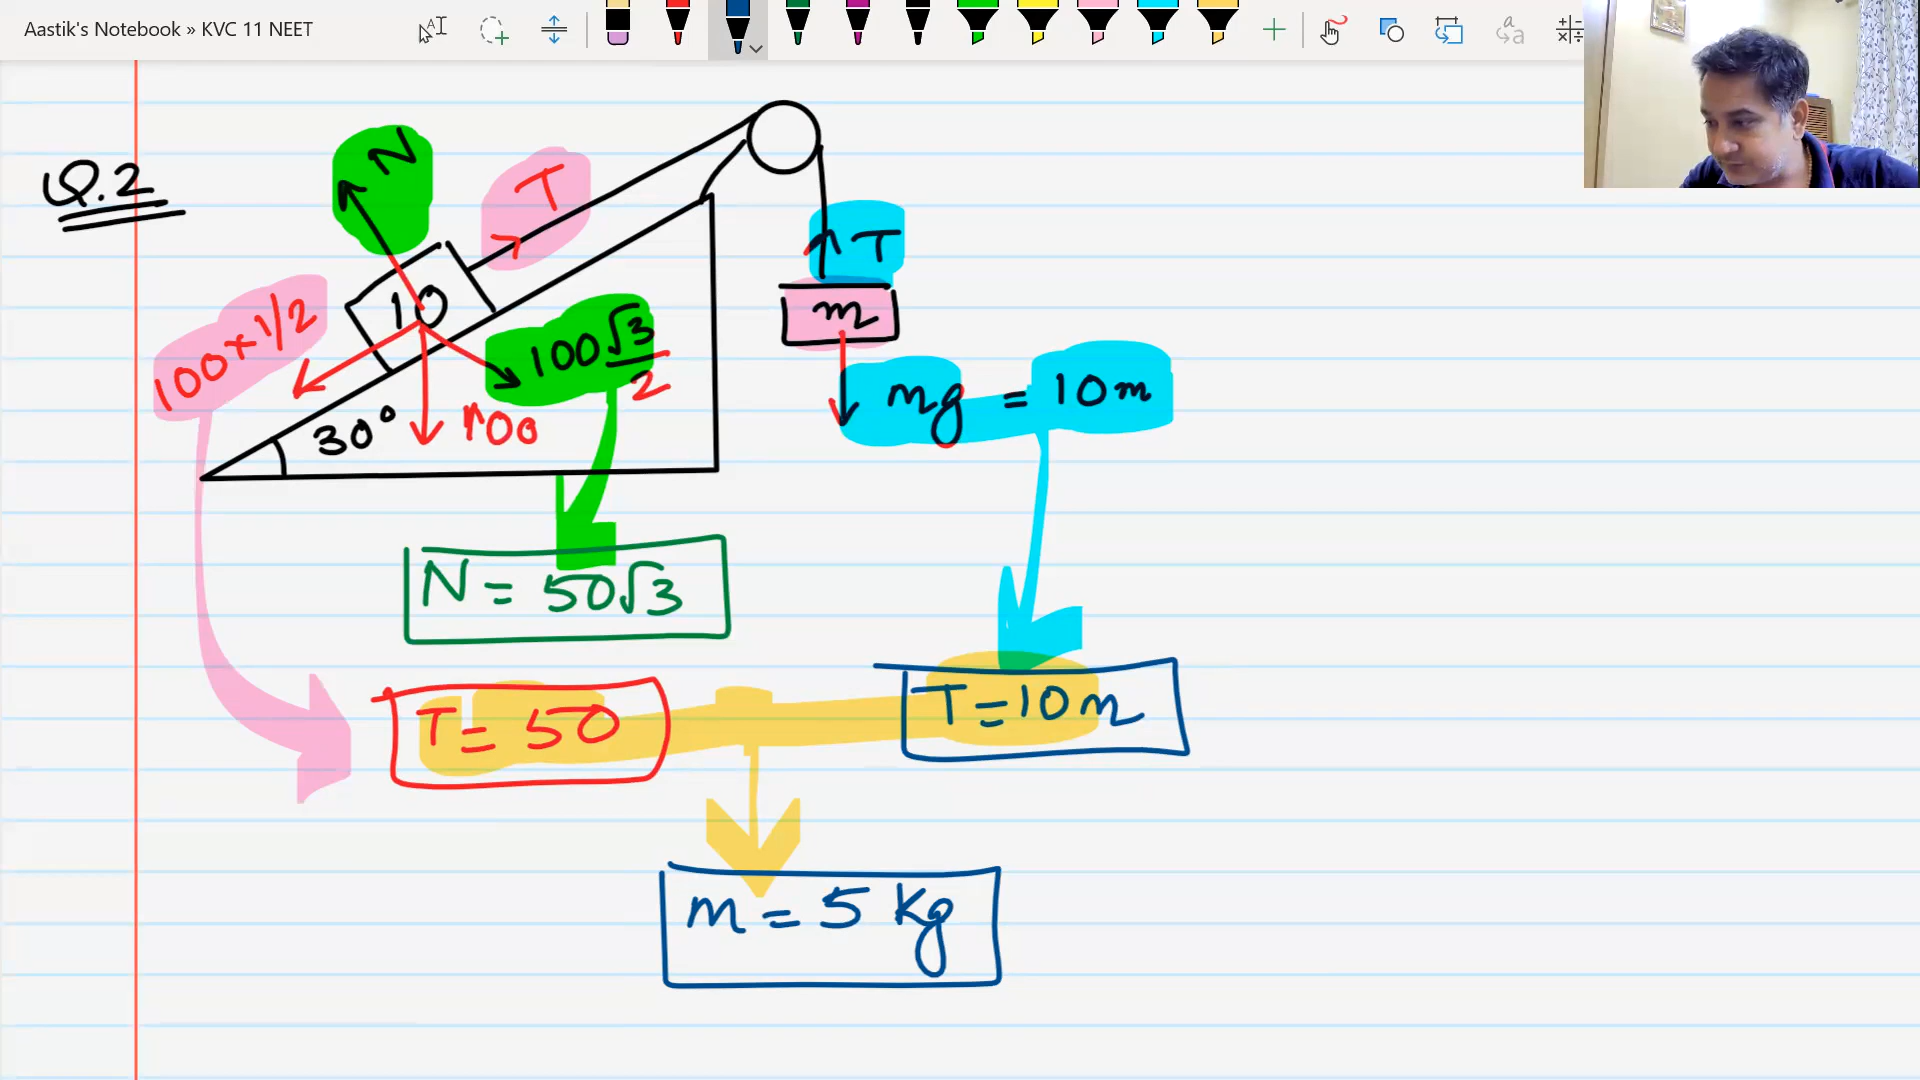 Aastik's Notebook » KVC 11 NEET
Q.2
N
T
10
100×1/2
100√3/2
100
30°
T
m
mg = 10m
N = 50√3
T = 50
T = 10m
m = 5 Kg